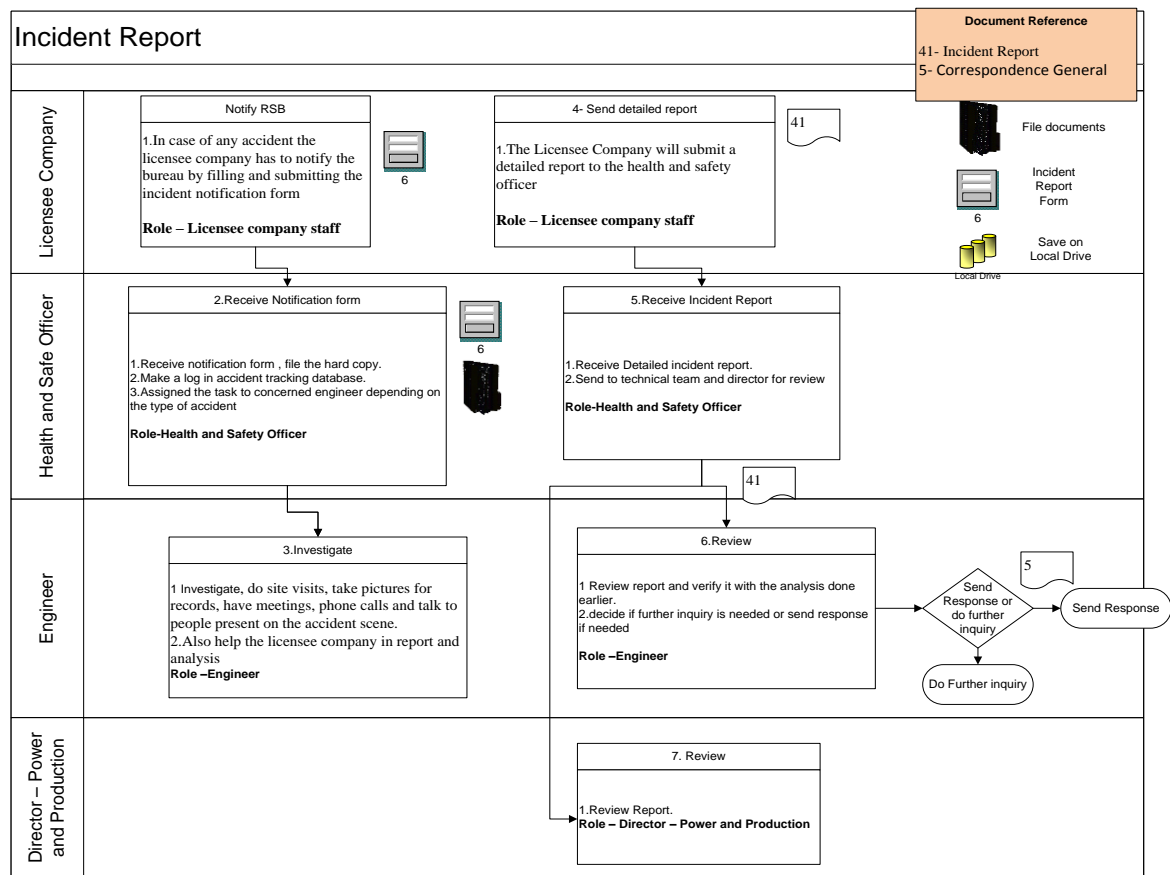 Incident Report
Document Reference
41- Incident Report
5- Correspondence General
Licensee Company
Notify RSB
1.In case of any accident the
licensee company has to notify the
bureau by filling and submitting the
incident notification form
Role – Licensee company staff
6
4- Send detailed report
1.The Licensee Company will submit a
detailed report to the health and safety
officer
Role – Licensee company staff
41
File documents
6
Incident
Report
Form
Local Drive
Save on
Local Drive
Health and Safe Officer
2.Receive Notification form
1.Receive notification form , file the hard copy.
2.Make a log in accident tracking database.
3.Assigned the task to concerned engineer depending on
the type of accident
Role-Health and Safety Officer
6
5.Receive Incident Report
1.Receive Detailed incident report.
2.Send to technical team and director for review
Role-Health and Safety Officer
41
Engineer
3.Investigate
1 Investigate, do site visits, take pictures for
records, have meetings, phone calls and talk to
people present on the accident scene.
2.Also help the licensee company in report and
analysis
Role –Engineer
6.Review
1 Review report and verify it with the analysis done
earlier.
2.decide if further inquiry is needed or send response
if needed
Role –Engineer
Send
Response or
do further
inquiry
5
Send Response
Do Further inquiry
Director – Power
and Production
7. Review
1.Review Report.
Role – Director – Power and Production